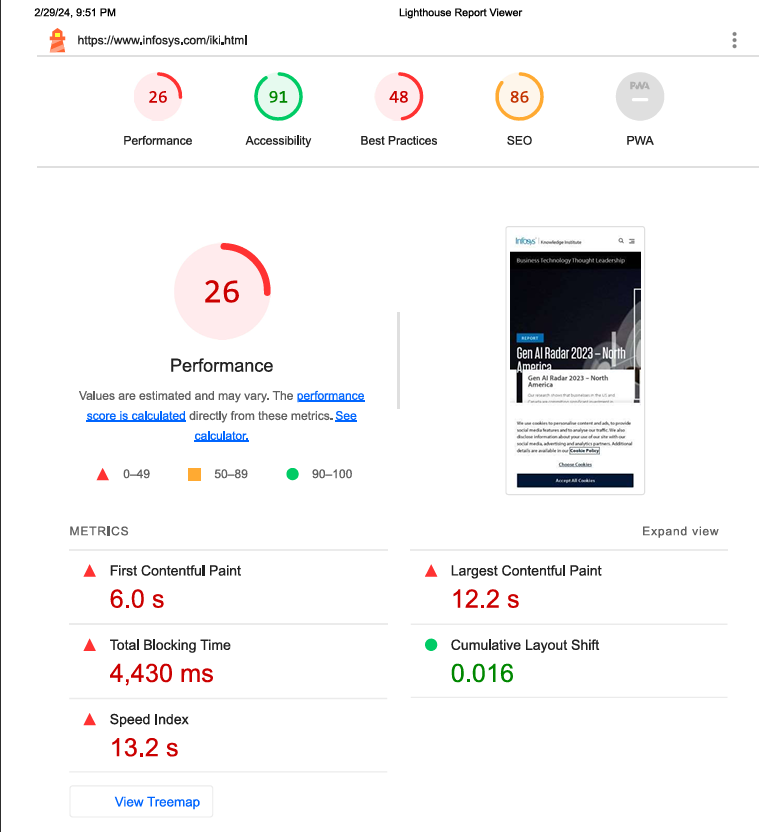 2/29/24, 9:51 PM Lighthouse Report Viewer
https://www.infosys.com/iki.html
26 91 48 86 PWA
Performance Accessibility Best Practices SEO PWA
26
Performance
Values are estimated and may vary. The performance
score is calculated directly from these metrics. See
calculator.
0–49 50–89 90–100
Infosys | Knowledge Institute
Business Technology Thought Leadership
REPORT
Gen AI Radar 2023 – North
America
Gen AI Radar 2023 – North
America
Our research shows that businesses in the US and
Canada are committing significant investment in
We use cookies to personalise content and ads, to provide
social media features and to analyse our traffic. We also
disclose information about your use of our site with our
social media, advertising and analytics partners. Additional
details are available in our Cookie Policy
Choose Cookies
Accept All Cookies
METRICS Expand view
First Contentful Paint
6.0 s
Largest Contentful Paint
12.2 s
Total Blocking Time
4,430 ms
Cumulative Layout Shift
0.016
Speed Index
13.2 s
View Treemap